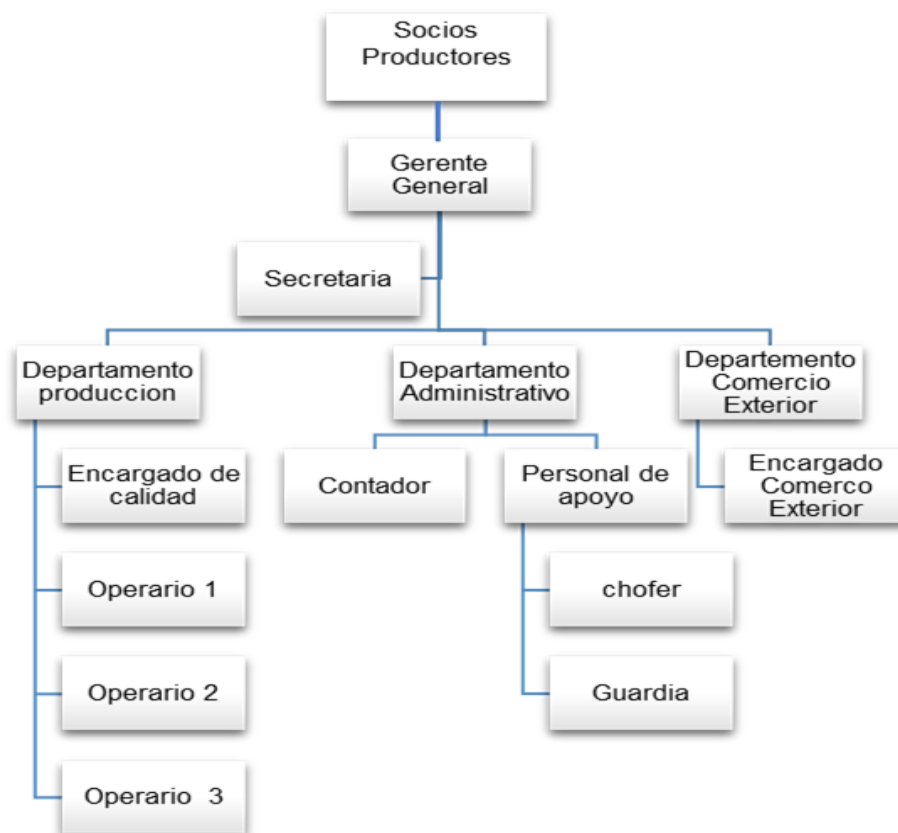 Socios
Productores
Gerente
General
Secretaria
Departamento
produccion
Departamento
Administrativo
Departemento
Comercio
Exterior
Encargado de
calidad
Contador
Personal de
apoyo
Encargado
Comerco
Exterior
Operario 1
chofer
Operario 2
Guardia
Operario 3